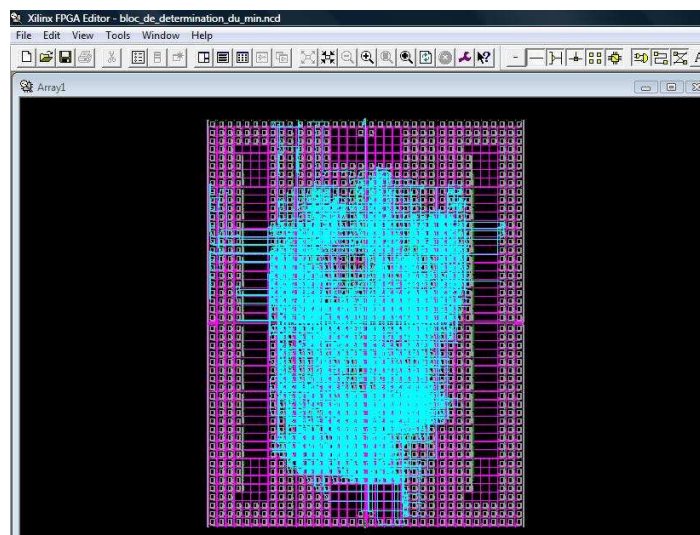 Xilinx FPGA Editor - bloc_de_determination_du_min.ncd
File Edit View Tools Window Help
Array1